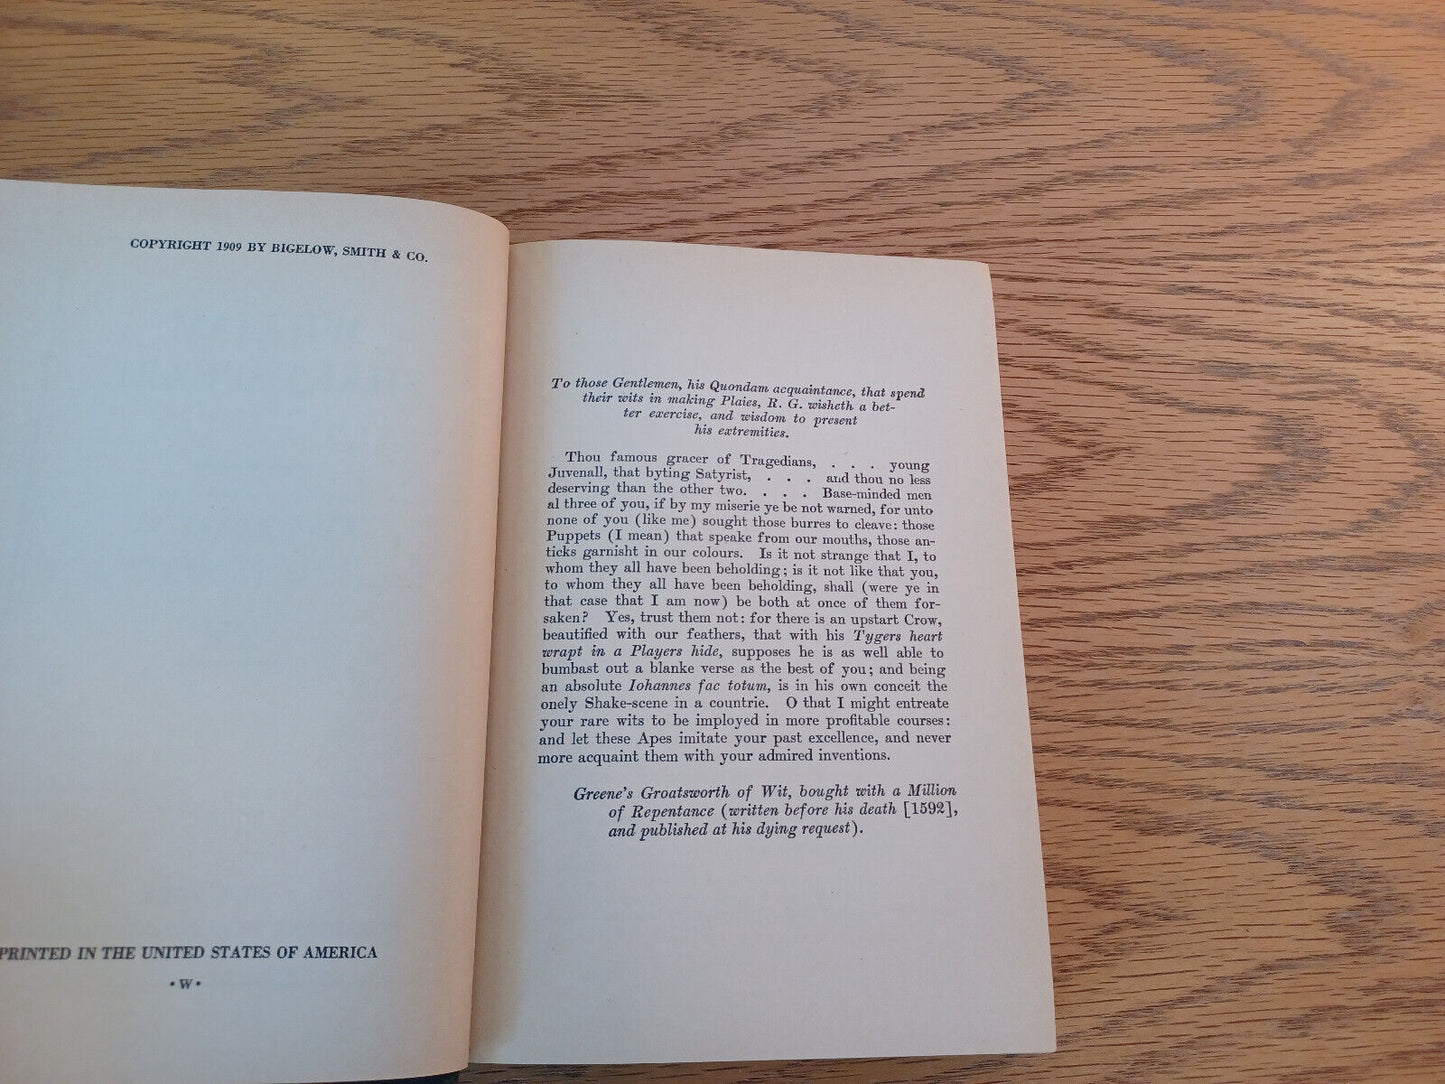 COPYRIGHT 1909 BY BIGELOW, SMITH & CO.
PRINTED IN THE UNITED STATES OF AMERICA
• W •
To those Gentlemen, his Quondam acquaintance, that spend
their wits in making Plaies, R. G. wisheth a bet-
ter exercise, and wisdom to present
his extremities.
Thou famous gracer of Tragedians, . . . young
Juvenall, that byting Satyrist, . . . and thou no less
deserving than the other two. . . . Base-minded men
al three of you, if by my miserie ye be not warned, for unto
none of you (like me) sought those burres to cleave: those
Puppets (I mean) that speake from our mouths, those an-
ticks garnisht in our colours. Is it not strange that I, to
whom they all have been beholding; is it not like that you,
to whom they all have been beholding, shall (were ye in
that case that I am now) be both at once of them for-
saken? Yes, trust them not: for there is an upstart Crow,
beautified with our feathers, that with his Tygers heart
wrapt in a Players hide, supposes he is as well able to
bumbast out a blanke verse as the best of you; and being
an absolute Iohannes fac totum, is in his own conceit the
onely Shake-scene in a countrie. O that I might entreate
your rare wits to be imployed in more profitable courses:
and let these Apes imitate your past excellence, and never
more acquaint them with your admired inventions.
Greene's Groatsworth of Wit, bought with a Million
of Repentance (written before his death [1592],
and published at his dying request).